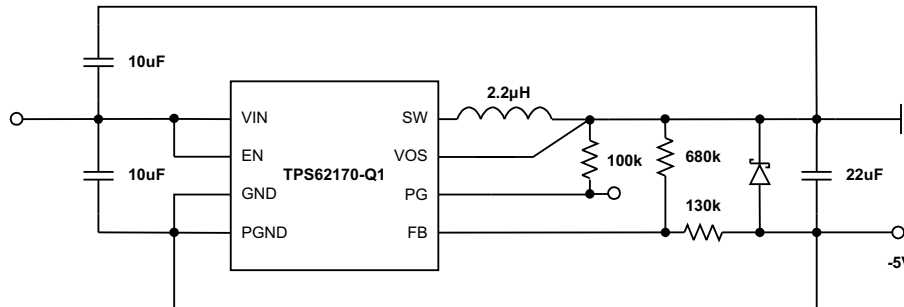 10uF
2.2µH
VIN
SW
EN
VOS
10uF
TPS62170-Q1
100k
680k
22uF
GND
PG
130k
PGND
FB
-5V